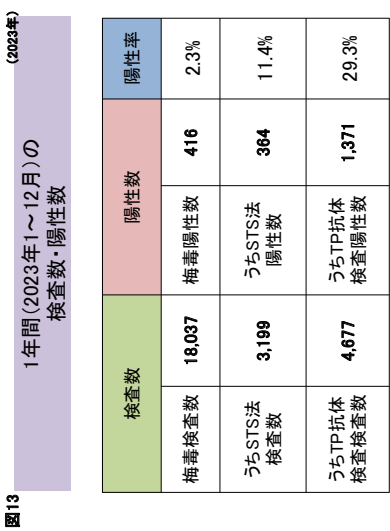 図13
(2023年)
1年間(2023年1～12月)の
検査数・陽性数
検査数
陽性数
陽性率
梅毒検査数
18,037
梅毒陽性数
416
2.3%
うちSTS法
検査数
3,199
うちSTS法
陽性数
364
11.4%
うちTP抗体
検査検査数
4,677
うちTP抗体
検査陽性数
1,371
29.3%